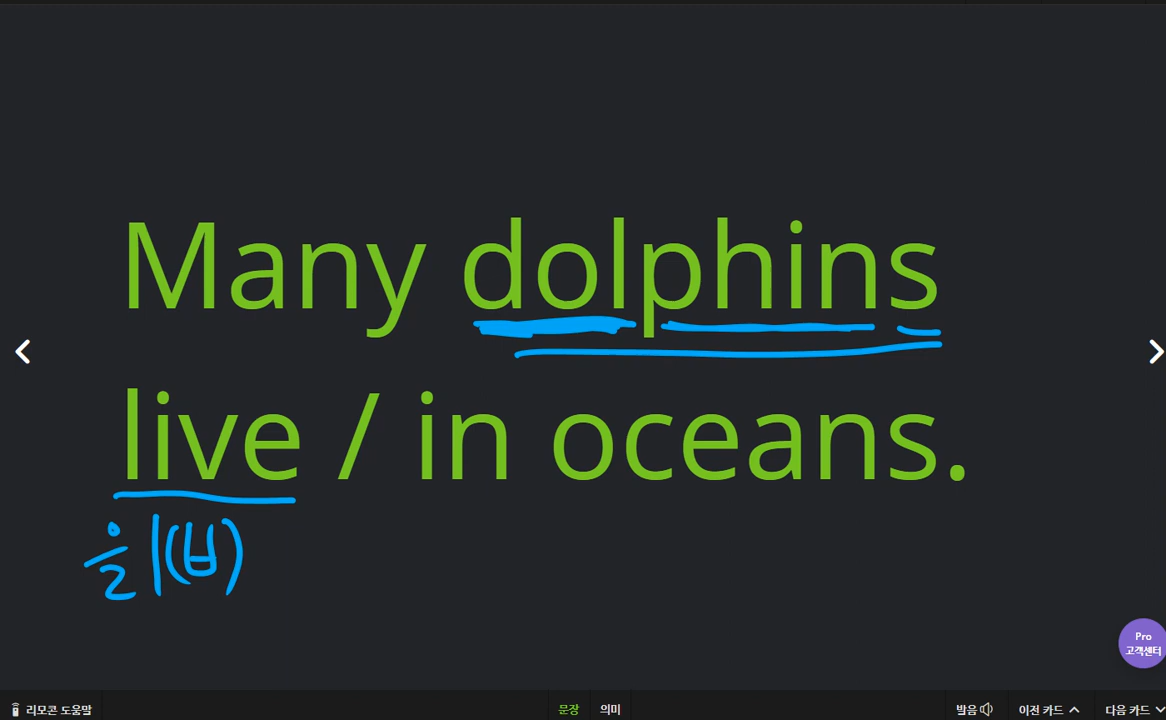 Many dolphins
live / in oceans.
(ㅂ)
Pro
고객센터
리모콘 도움말
문장
의미
발음
이전 카드
다음 카드